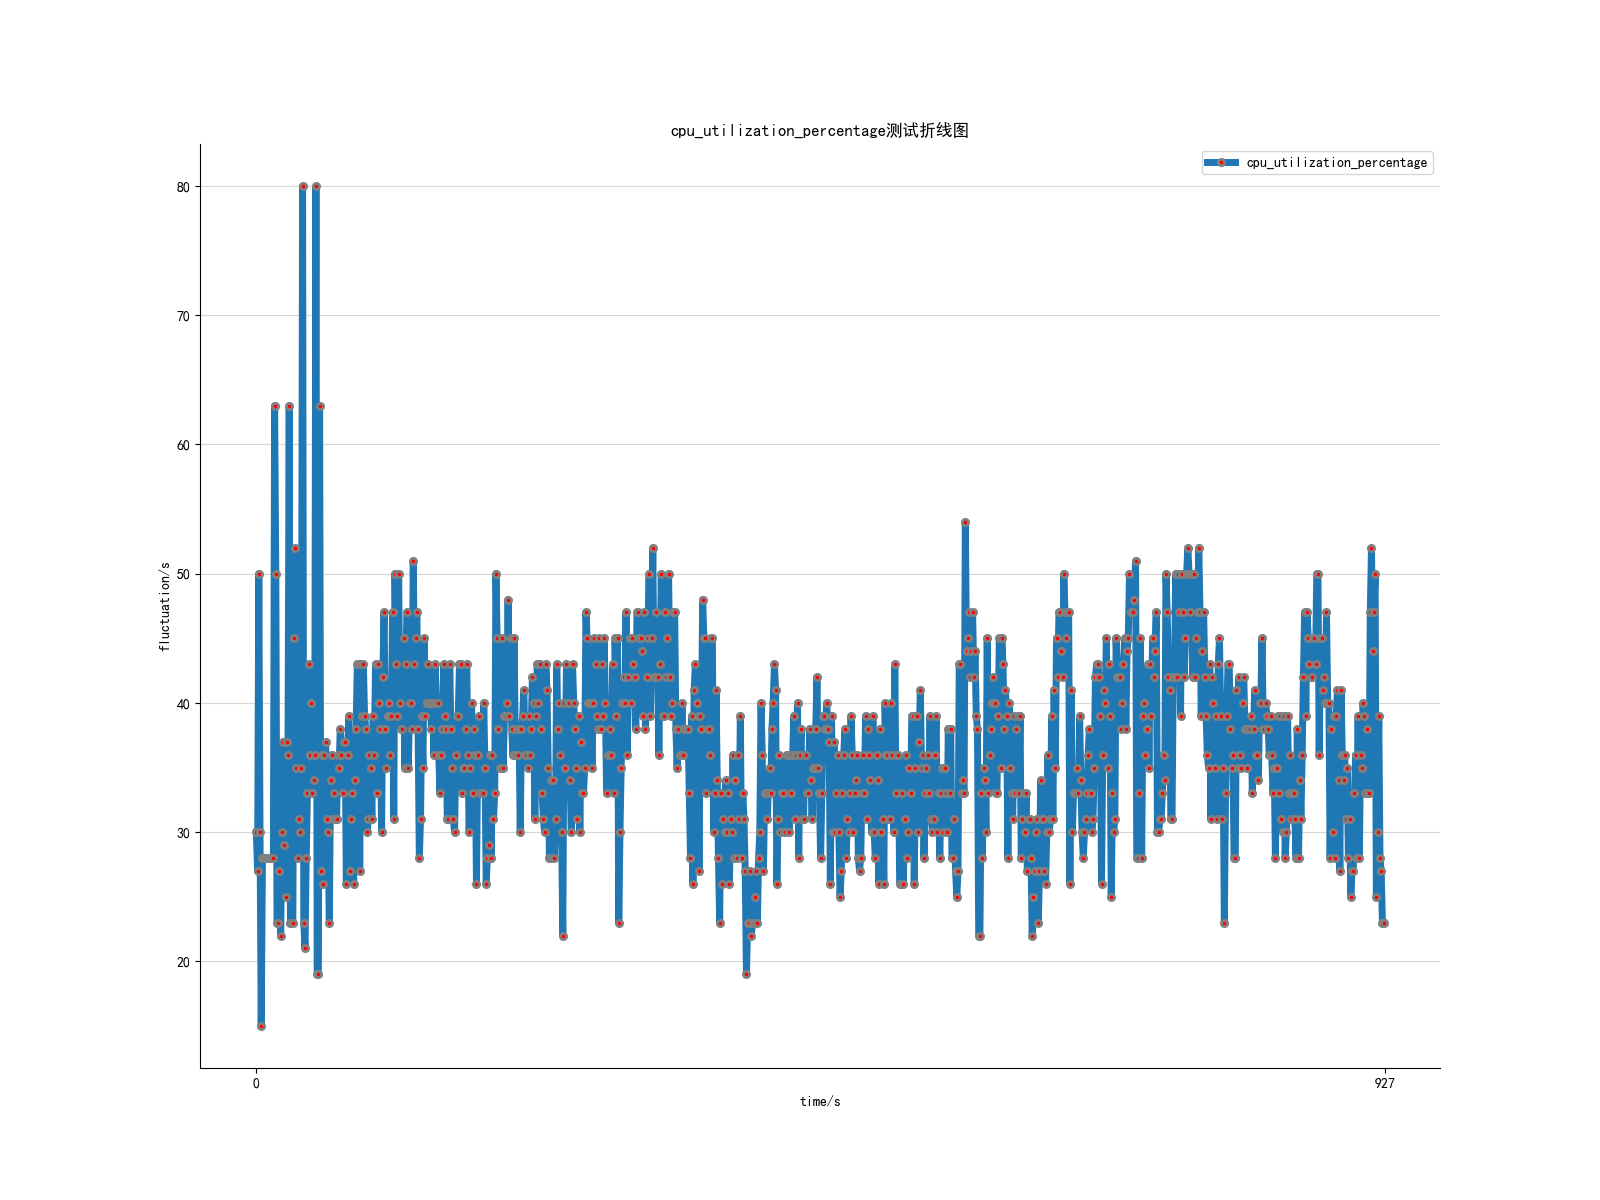 cpu_utilization_percentage测试折线图
cpu_utilization_percentage
80
70
60
50
40
30
20
fluctuation/s
0
927
time/s